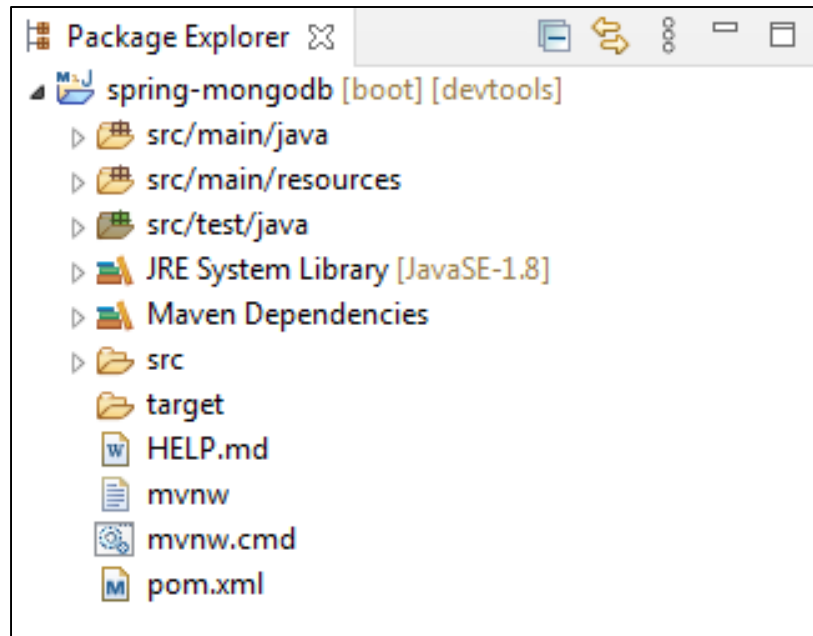 Package Explorer
spring-mongodb [boot] [devtools]
src/main/java
src/main/resources
src/test/java
JRE System Library [JavaSE-1.8]
Maven Dependencies
src
target
HELP.md
mvnw
mvnw.cmd
pom.xml